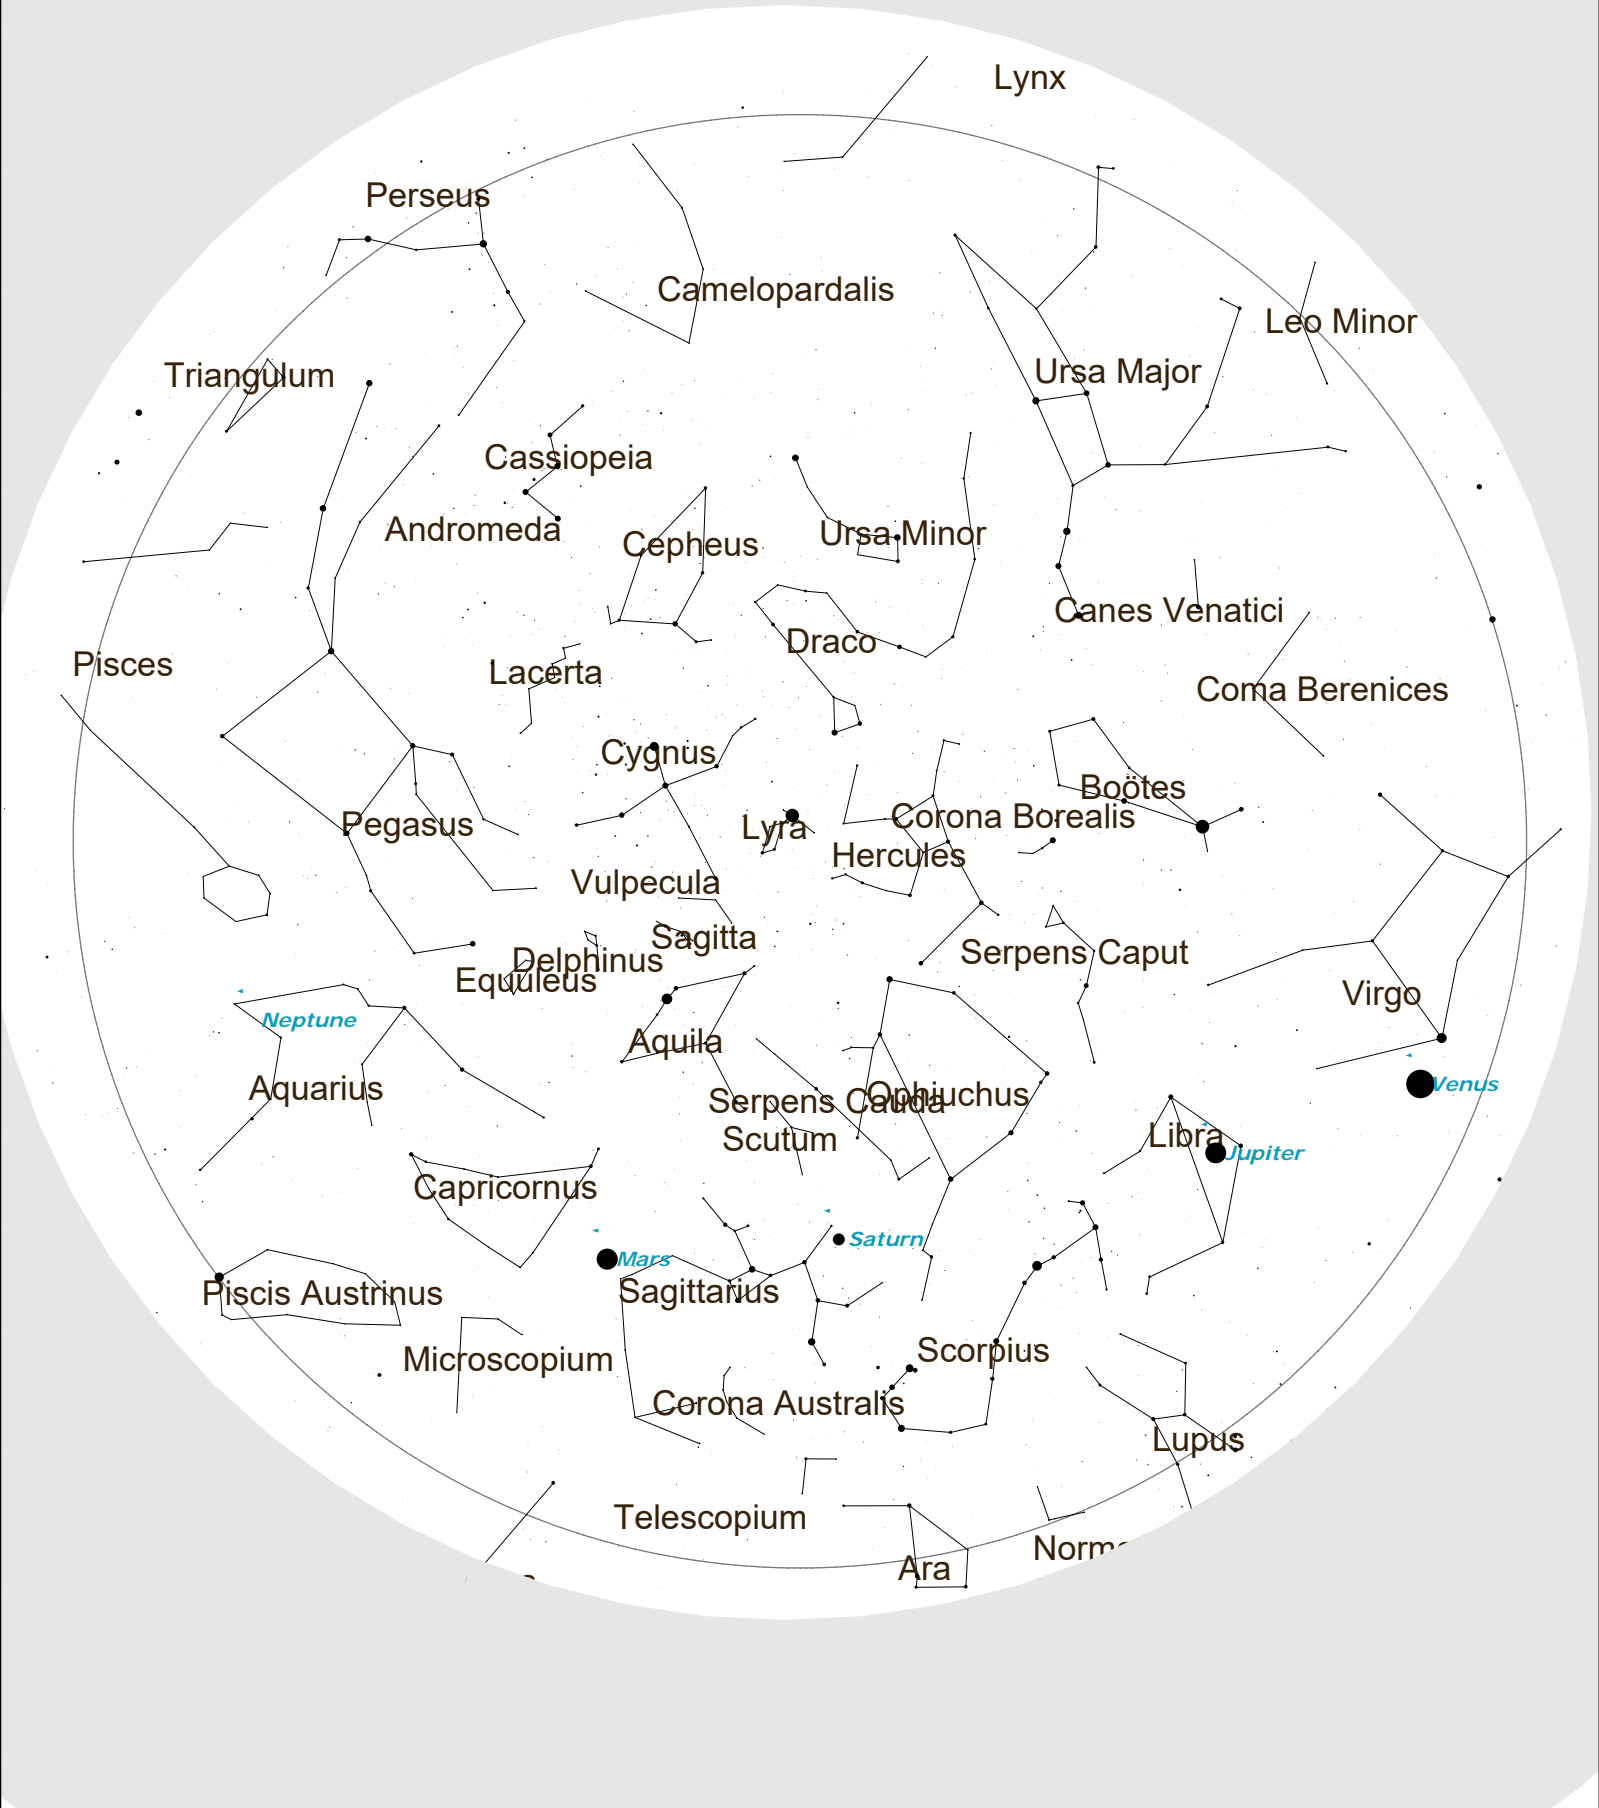 Lynx
Perseus
Camelopardalis
Leo Minor
Triangulum
Ursa Major
Cassiopeia
Andromeda
Cepheus
Ursa Minor
Canes Venatici
Draco
Pisces
Lacerta
Coma Berenices
Cygnus
Boötes
Corona Borealis
Pegasus
Lyra
Hercules
Vulpecula
Sagitta
Serpens Caput
Delphinus
Equuleus
Virgo
Neptune
Aquila
Venus
Aquarius
Ophiuchus
Serpens Cauda
Scutum
Libra
Jupiter
Capricornus
Saturn
Mars
Sagittarius
Piscis Austrinus
Scorpius
Microscopium
Corona Australis
Lupus
Telescopium
Norm
Ara